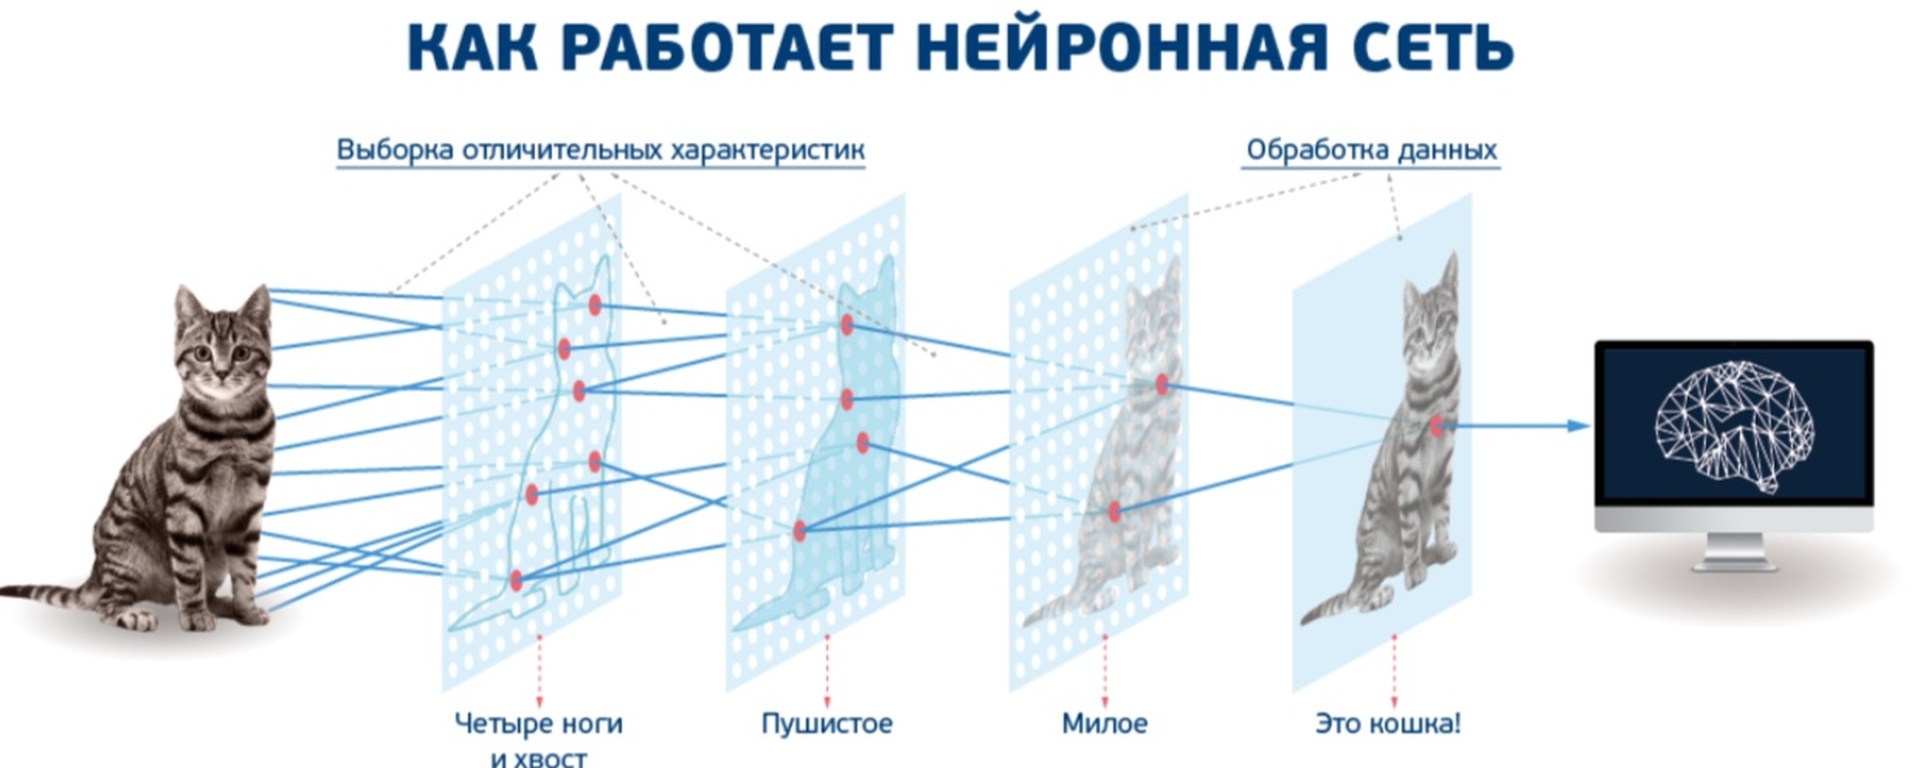 КАК РАБОТАЕТ НЕЙРОННАЯ СЕТЬ
Выборка отличительных характеристик
Обработка данных
Четыре ноги
и хвост
Пушистое
Милое
Это кошка!